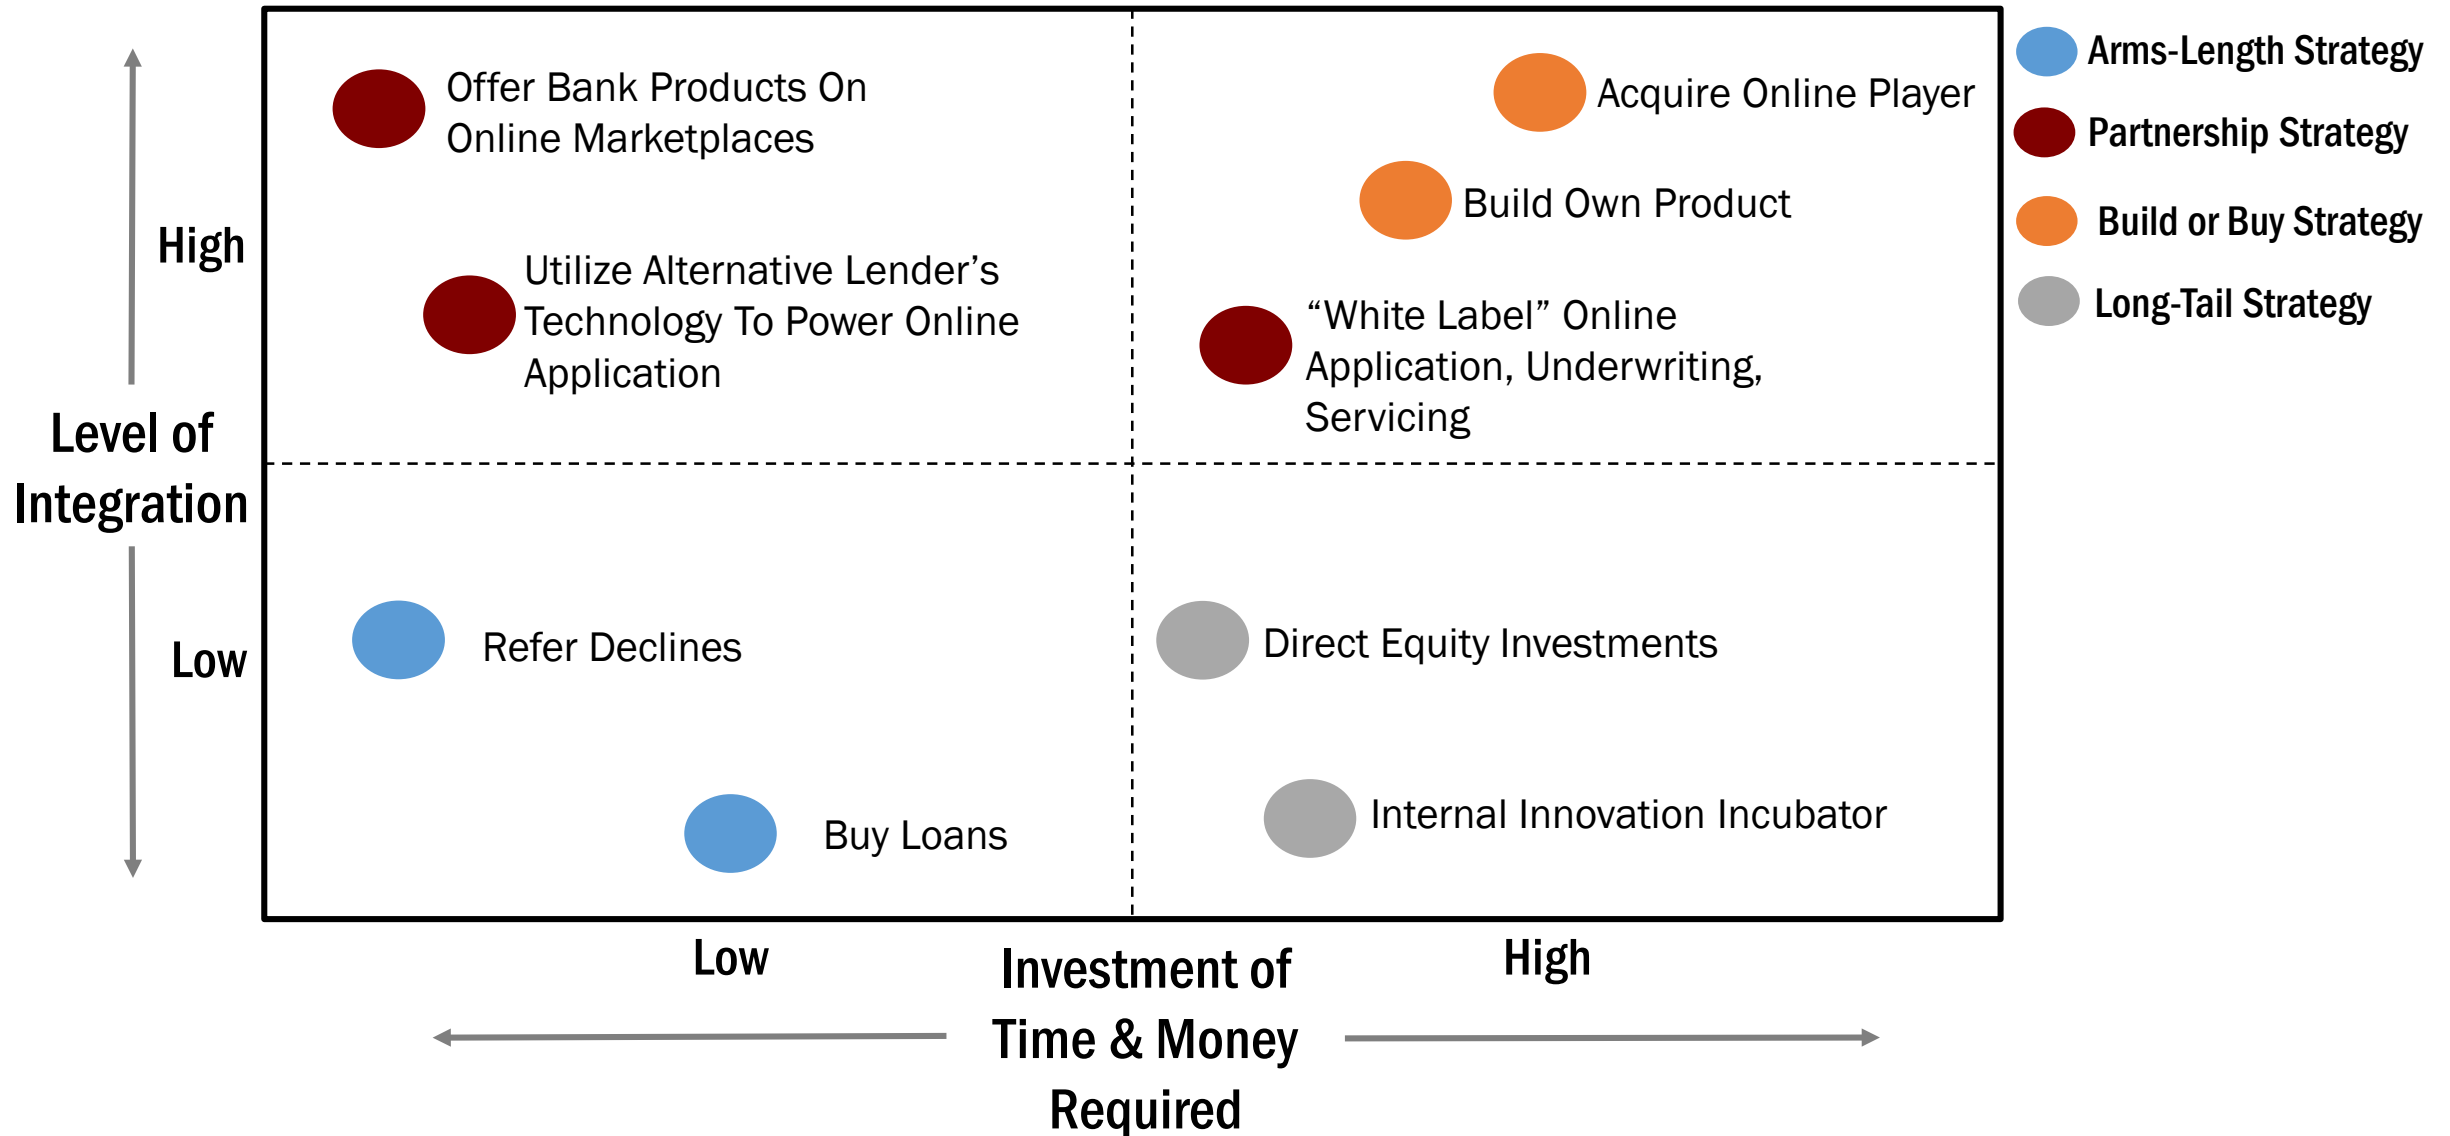 Offer Bank Products On
Online Marketplaces
Utilize Alternative Lender’s
Technology To Power Online
Application
Acquire Online Player
Build Own Product
“White Label” Online
Application, Underwriting,
Servicing
Refer Declines
Buy Loans
Direct Equity Investments
Internal Innovation Incubator
Arms-Length Strategy
Partnership Strategy
Build or Buy Strategy
Long-Tail Strategy
High
Level of
Integration
Low
Low
High
Investment of
Time & Money
Required